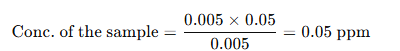 Conc. of the sample = 0.005 × 0.05 / 0.005 = 0.05 ppm